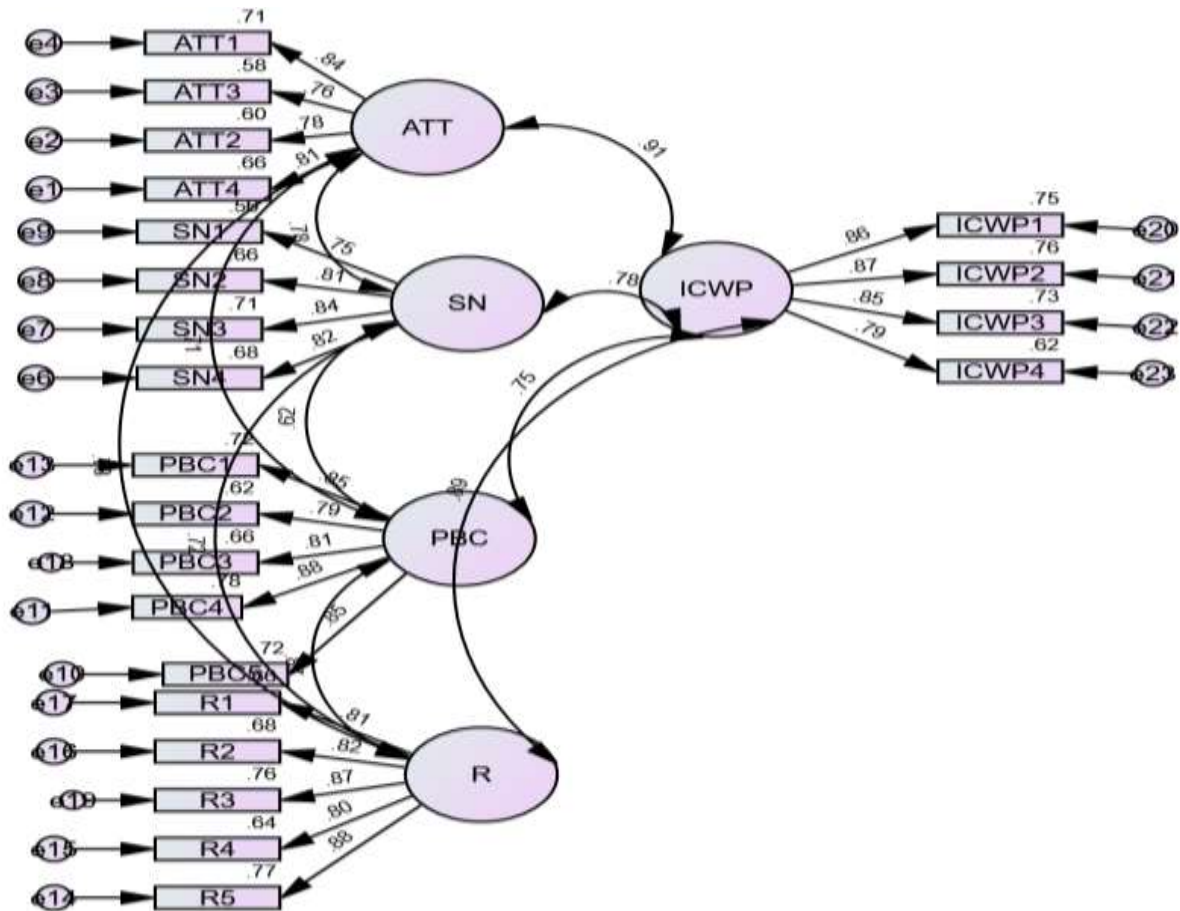 .71
e4 ATT1 .84
.58
e3 ATT3 .76
.60
e2 ATT2 .78
.66
e1 ATT4 .81
ATT
.91
e9 SN1 .75
.66
e8 SN2 .81
.71
e7 SN3 .84
.68
e6 SN4 .82
SN
.78
ICWP
.75
.86 ICWP1 e20
.76
.87 ICWP2 e21
.73
.85 ICWP3 e22
.62
.79 ICWP4 e23
.62
.75
.72
e13 PBC1 .85
.62
e12 PBC2 .79
.66
e18 PBC3 .81
.78
e11 PBC4 .88
PBC
.89
.72
.85
.72
e10 PBC5
e17 R1 .81
.68
e16 R2 .82
.76
e19 R3 .87
.64
e15 R4 .80
.77
e14 R5 .88
R